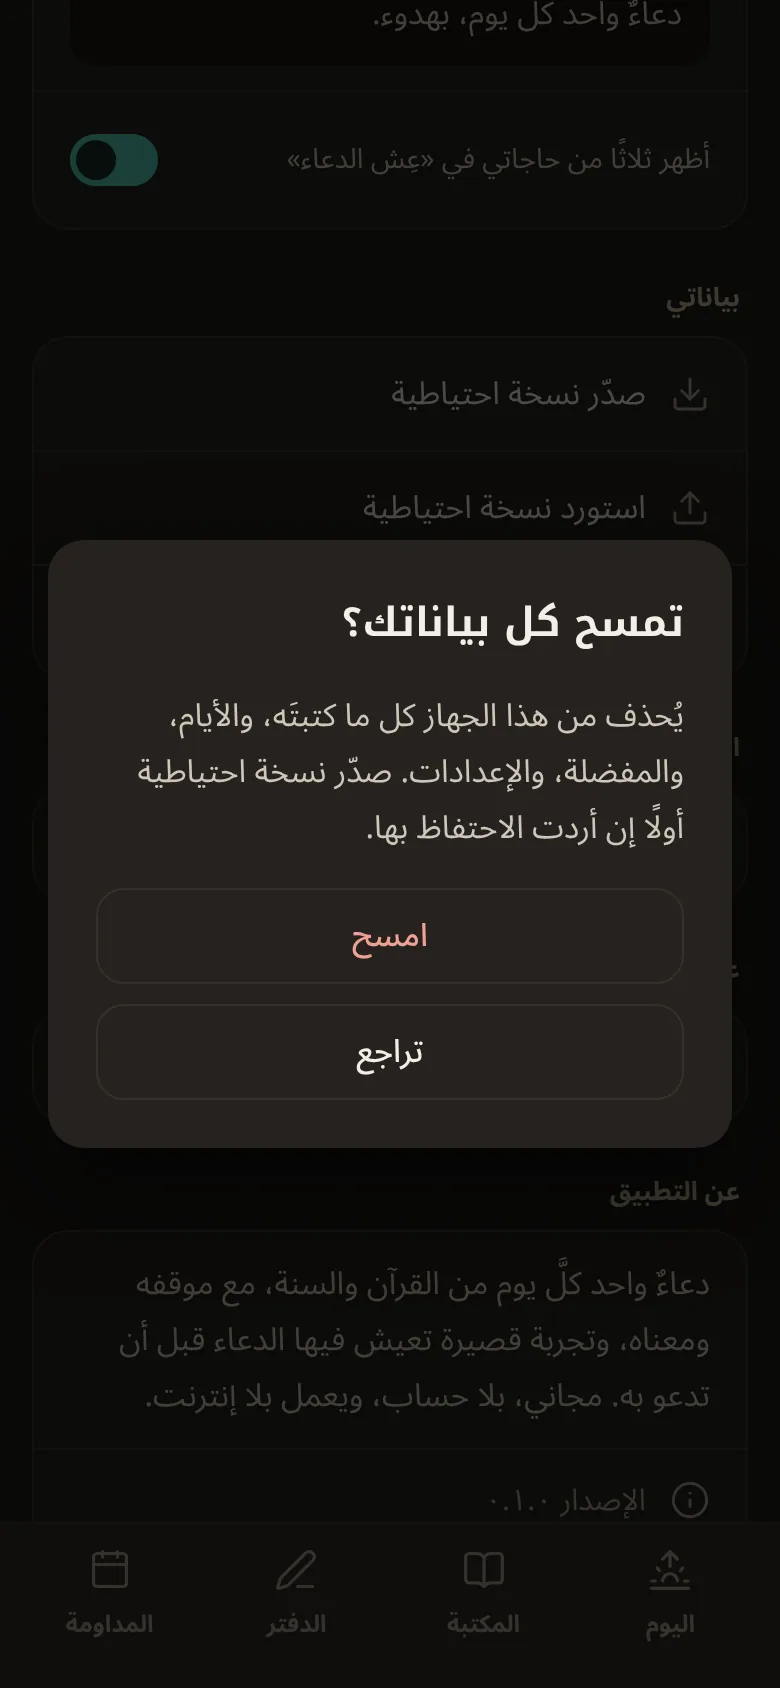 دعاءٌ واحد كل يوم، بهدوء.
أظهر ثلاثًا من حاجاتي في «عِش الدعاء»
بياناتي
صدّر نسخة احتياطية
استورد نسخة احتياطية
تمسح كل بياناتك؟
يُحذف من هذا الجهاز كل ما كتبتَه، والأيام،
والمفضلة، والإعدادات. صدّر نسخة احتياطية
أولًا إن أردت الاحتفاظ بها.
امسح
تراجع
عن التطبيق
دعاءٌ واحد كلَّ يوم من القرآن والسنة، مع موقفه
ومعناه، وتجربة قصيرة تعيش فيها الدعاء قبل أن
تدعو به. مجاني، بلا حساب، ويعمل بلا إنترنت.
الإصدار ٠.١.٠
اليوم
المكتبة
الدفتر
المداومة